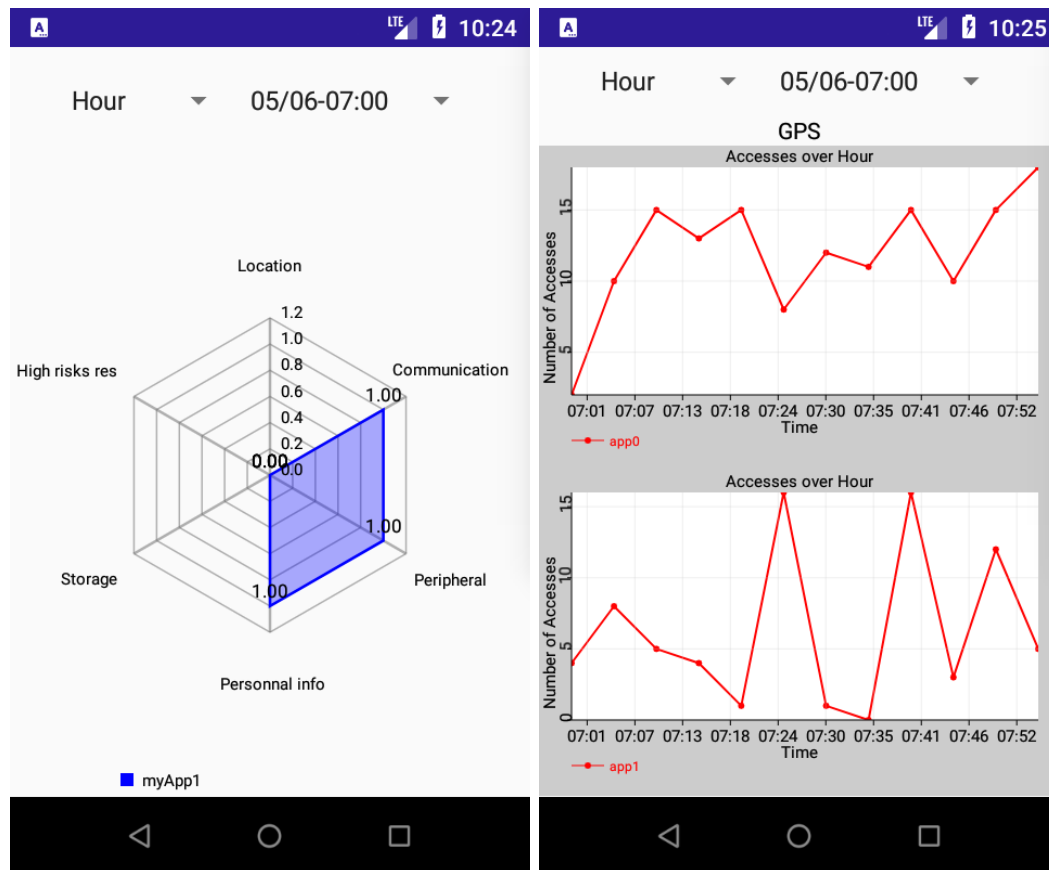 A
LTE 10:24
Hour 05/06-07:00
Location
1.2
1.0
0.8
0.6
0.4
0.2
0.0
High risks res
Communication
1.00
0.00
1.00
1.00
Storage
Peripheral
Personnal info
myApp1
A
LTE 10:25
Hour 05/06-07:00
GPS
Accesses over Hour
Number of Accesses
15
10
5
07:01 07:07 07:13 07:18 07:24 07:30 07:35 07:41 07:46 07:52
Time
app0
Accesses over Hour
Number of Accesses
15
10
5
0
07:01 07:07 07:13 07:18 07:24 07:30 07:35 07:41 07:46 07:52
Time
app1